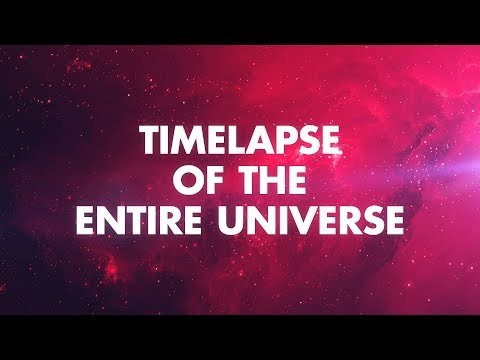 TIMELAPSE
OF THE
ENTIRE UNIVERSE